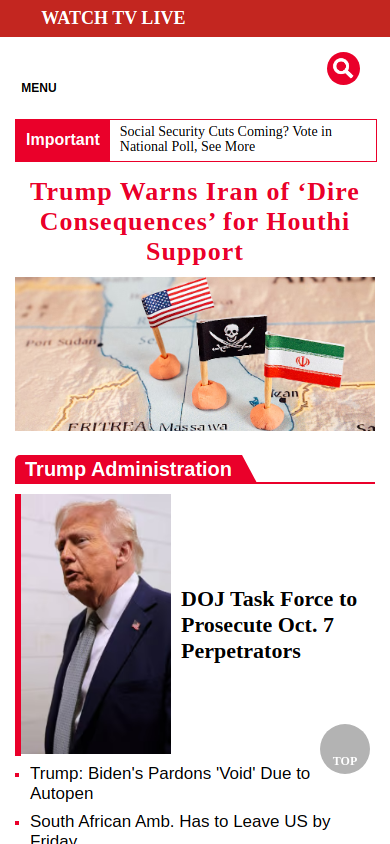 WATCH TV LIVE
MENU
Important
Social Security Cuts Coming? Vote in
National Poll, See More
Trump Warns Iran of ‘Dire
Consequences’ for Houthi
Support
Port Sudan
ERITREA
Massawa
Trump Administration
DOJ Task Force to
Prosecute Oct. 7
Perpetrators
TOP
Trump: Biden's Pardons 'Void' Due to
Autopen
South African Amb. Has to Leave US by
Friday